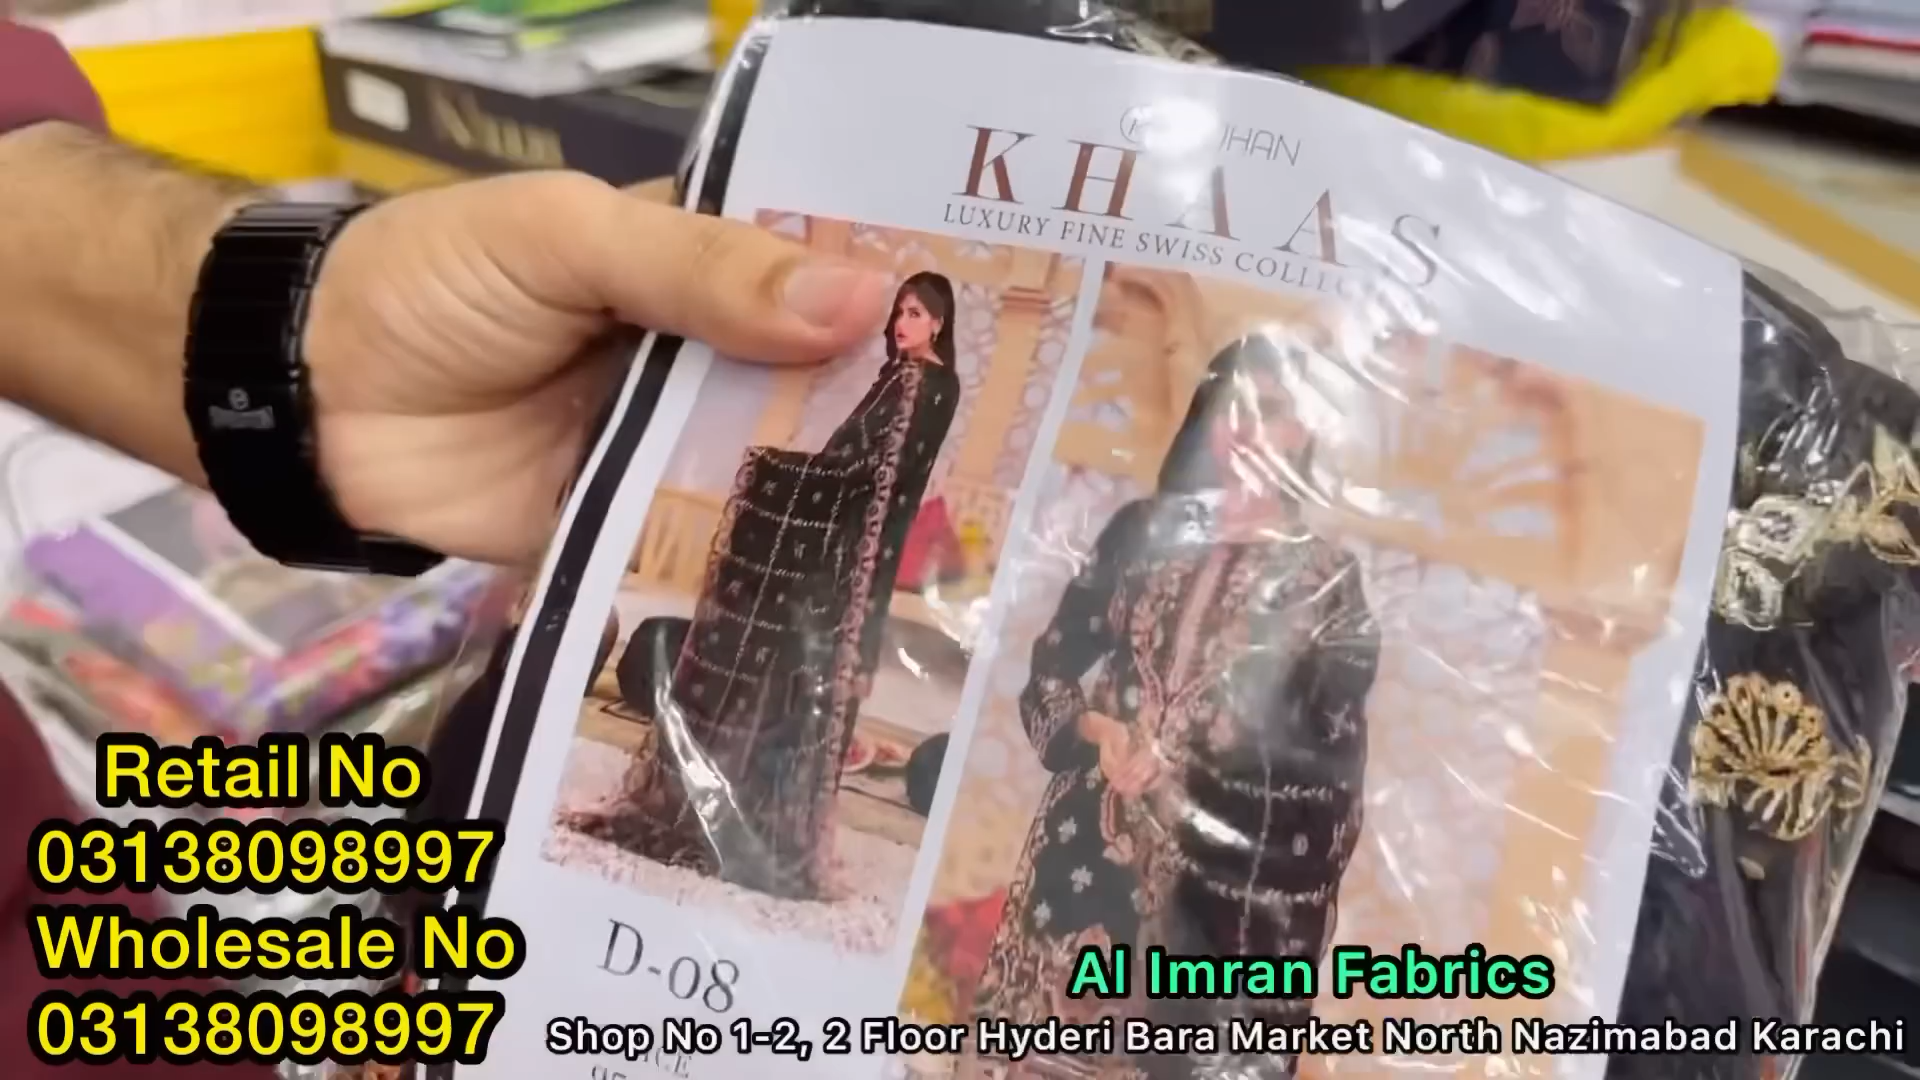 KHAAS
LUXURY FINE SWISS
D-08
Retail No
03138098997
Wholesale No
03138098997
Al Imran Fabrics
Shop No 1-2, 2 Floor Hyderi Bara Market North Nazimabad Karachi